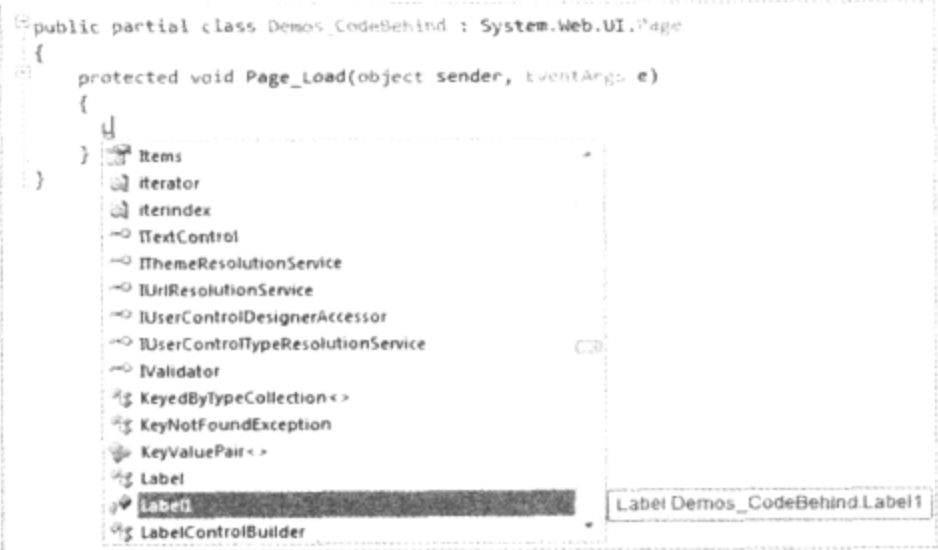 public partial class Demos_CodeBehind : System.Web.UI.Page
{
protected void Page_Load(object sender, EventArgs e)
{
}
}
Items
iterator
iterindex
ITextControl
IThemeResolutionService
IUrlResolutionService
IUserControlDesignerAccessor
IUserControlTypeResolutionService
IValidator
KeyedByTypeCollection<>
KeyNotFoundException
KeyValuePair<>
Label
Label1
Label Demos_CodeBehind.Label1
LabelControlBuilder